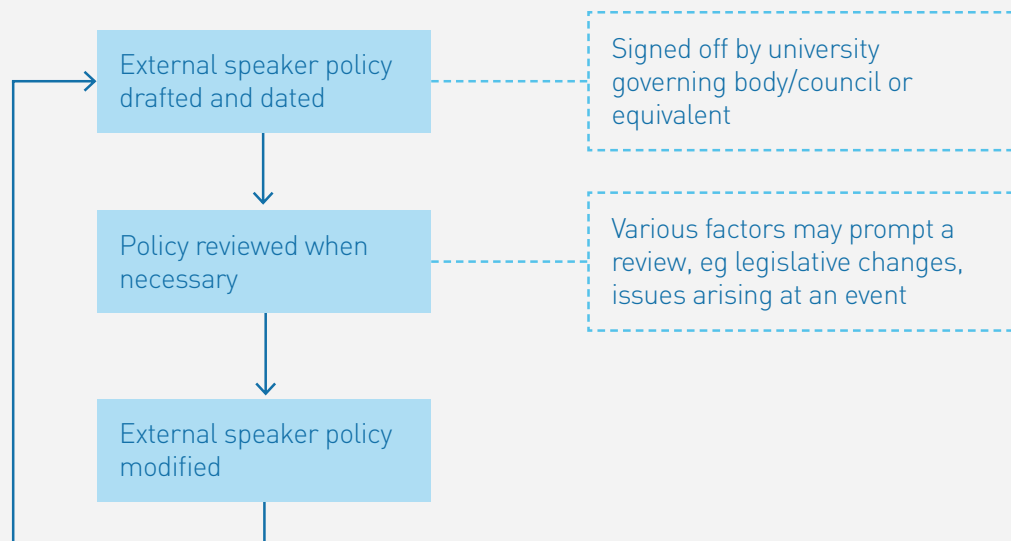 External speaker policy
drafted and dated
Signed off by university
governing body/council or
equivalent
Policy reviewed when
necessary
Various factors may prompt a
review, eg legislative changes,
issues arising at an event
External speaker policy
modified